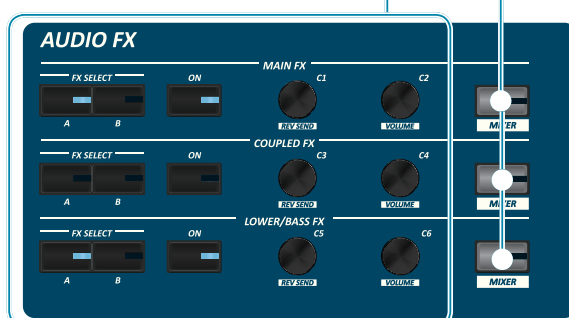 AUDIO FX
MAIN FX
FX SELECT ON C1 C2
A B REV SEND VOLUME MIXER
COUPLED FX
FX SELECT ON C3 C4
A B REV SEND VOLUME MIXER
LOWER/BASS FX
FX SELECT ON C5 C6
A B REV SEND VOLUME MIXER